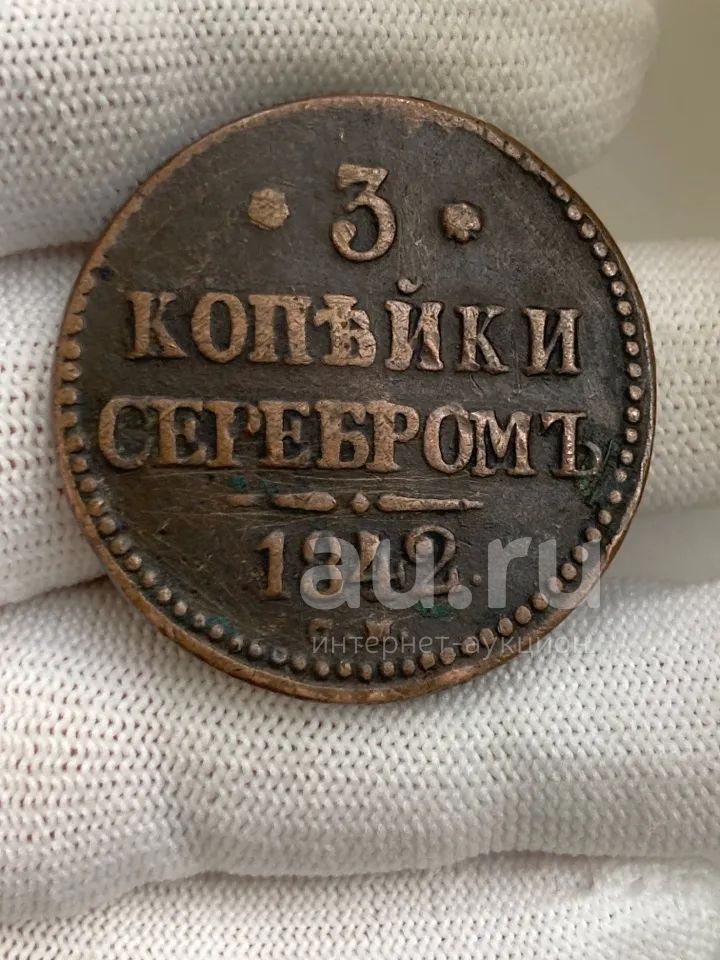 3
КОПѢЙКИ
СЕРЕБРОМЪ
1842.
au.ru
интернет-аукцион